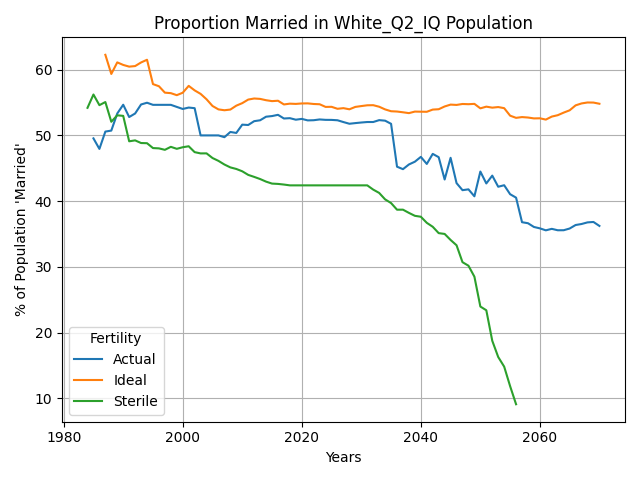 Proportion Married in White_Q2_IQ Population
% of Population 'Married'
60
50
40
30
20
10
Fertility
Actual
Ideal
Sterile
1980
2000
2020
2040
2060
Years